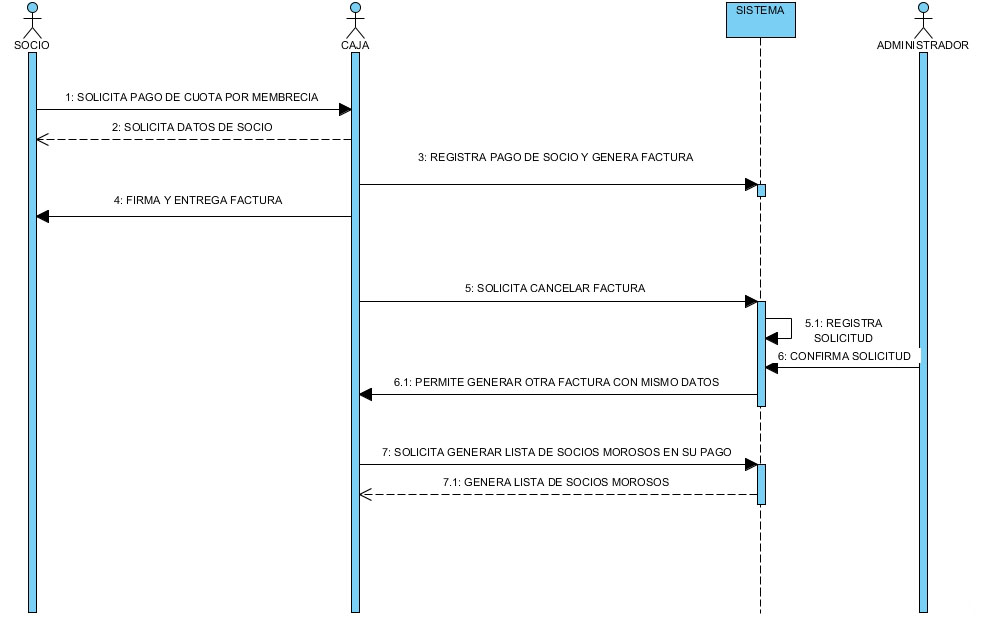 SOCIO
CAJA
SISTEMA
ADMINISTRADOR
1: SOLICITA PAGO DE CUOTA POR MEMBRECIA
2: SOLICITA DATOS DE SOCIO
3: REGISTRA PAGO DE SOCIO Y GENERA FACTURA
4: FIRMA Y ENTREGA FACTURA
5: SOLICITA CANCELAR FACTURA
5.1: REGISTRA
SOLICITUD
6: CONFIRMA SOLICITUD
6.1: PERMITE GENERAR OTRA FACTURA CON MISMO DATOS
7: SOLICITA GENERAR LISTA DE SOCIOS MOROSOS EN SU PAGO
7.1: GENERA LISTA DE SOCIOS MOROSOS